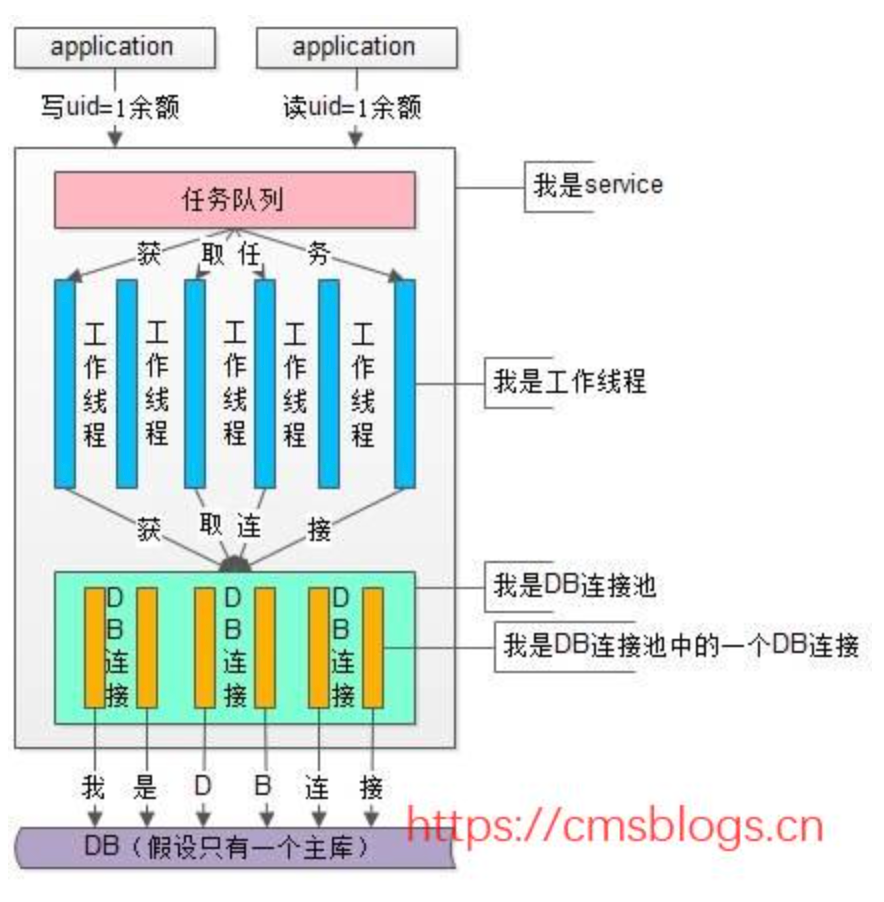 application
application
写uid=1余额
读uid=1余额
任务队列
我是service
获取任务
工作线程
工作线程
工作线程
工作线程
工作线程
我是工作线程
获取连接
我是DB连接池
DB连接
DB连接
DB连接
我是DB连接池中的一个DB连接
我是DB连接
https://cmsblogs.cn
DB（假设只有一个主库）